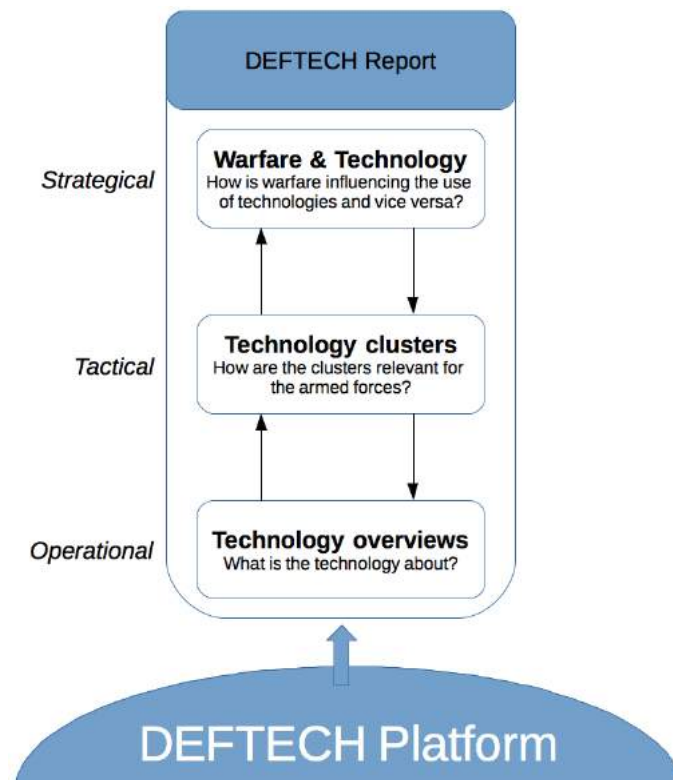 DEFTECH Report
Strategical
Warfare & Technology
How is warfare influencing the use
of technologies and vice versa?
Tactical
Technology clusters
How are the clusters relevant for
the armed forces?
Operational
Technology overviews
What is the technology about?
DEFTECH Platform